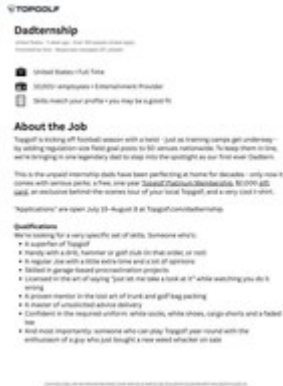 TOPGOLF
Dadternship
United States · Full Time
10,000+ employees • Entertainment Provider
Skills match your profile • you may be a good fit
About the Job
Topgolf is kicking off football season with a twist - just as training camps get underway -
by adding regulation-size field goal posts to 50 venues nationwide. To keep them in line,
we're bringing in one legendary dad to step into the spotlight as our first ever Dadtern.
This is the unpaid internship dads have been perfecting at home for decades - only now it
comes with serious perks: a free, one-year Topgolf Platinum Membership, $2,000 gift
card, an exclusive behind-the-scenes tour of your local venue, and a very cool t-shirt.
"Applications" are open July 15-August 8 at Topgolf.com/dadternship
Qualifications
We're looking for a very specific set of skills. Someone who's:
• A superfan of Topgolf
• Handy with a drill, hammer or golf club (in that order, or not)
• A regular Joe with a little extra time and a lot of opinions
• Skilled in garage-based procrastination projects
• Licensed in the art of saying "just let me take a look at it" while watching you do it
wrong
• A proven mentor in the lost art of trunk and golf bag packing
• A master of unsolicited advice delivery
• Confident in the required uniform: white socks, white shoes, cargo shorts and a faded
tee
• And most importantly: someone who can play Topgolf year round with the
enthusiasm of a guy who just bought a new weed whacker on sale